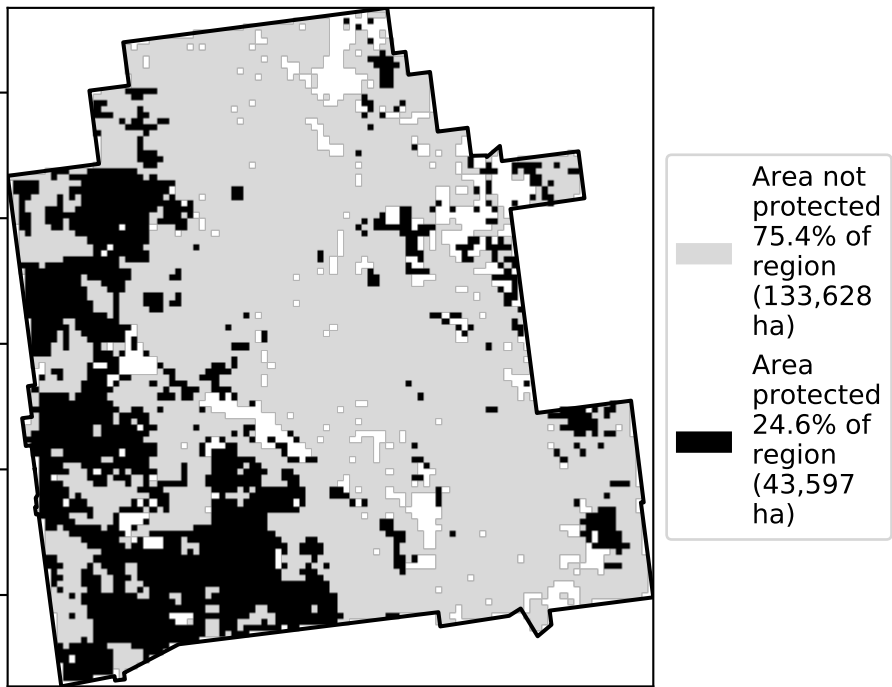 Area not
protected
75.4% of
region
(133,628
ha)
Area
protected
24.6% of
region
(43,597
ha)